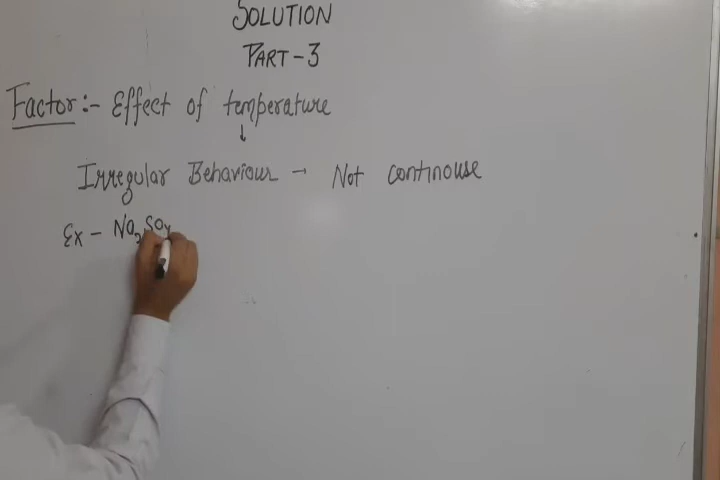 SOLUTION
PART-3
Factor:- Effect of temperature
↓
Irregular Behaviour → Not continouse
Ex - Na2SO4